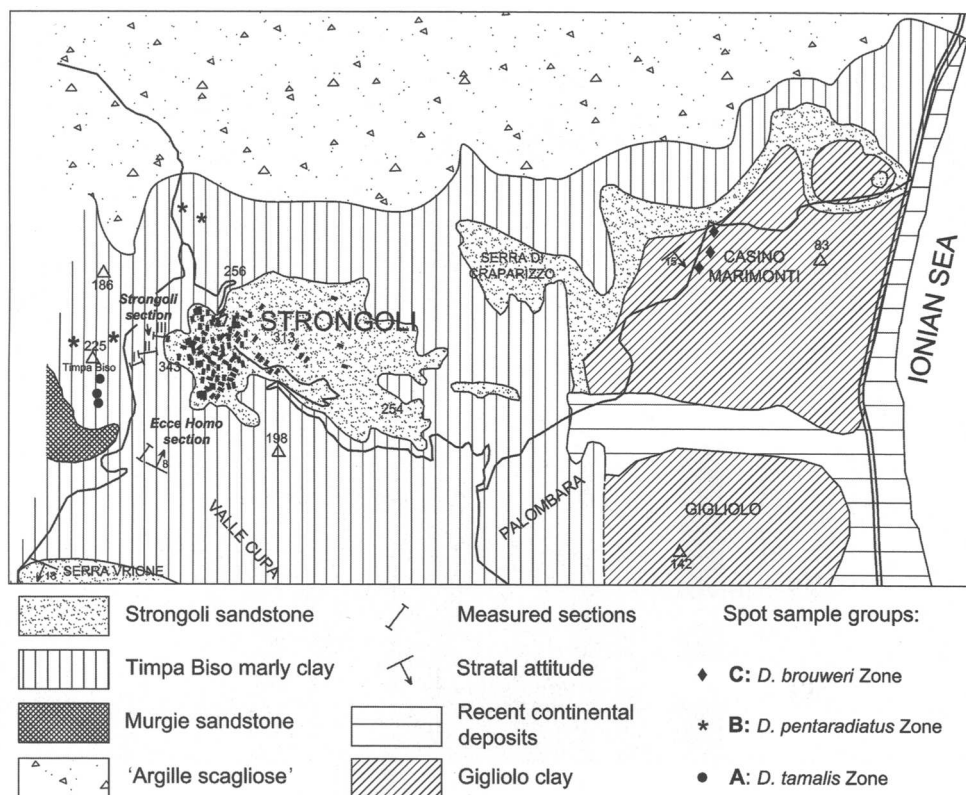 83
CASINO
MARIMONTI
15
SERRA DI
CRAPARIZZO
IONIAN SEA
186
256
Strongoli
section
STRONGOLI
III
II
I
313
225
Timpa Biso
343
254
Ecce Homo
section
8
198
VALLE CUPA
PALOMBARA
GIGLIOLO
142
SERRA VRIONE
18
Strongoli sandstone
Timpa Biso marly clay
Murgie sandstone
'Argille scagliose'
Measured sections
Stratal attitude
Recent continental
deposits
Gigliolo clay
Spot sample groups:
C: D. brouweri Zone
B: D. pentaradiatus Zone
A: D. tamalis Zone